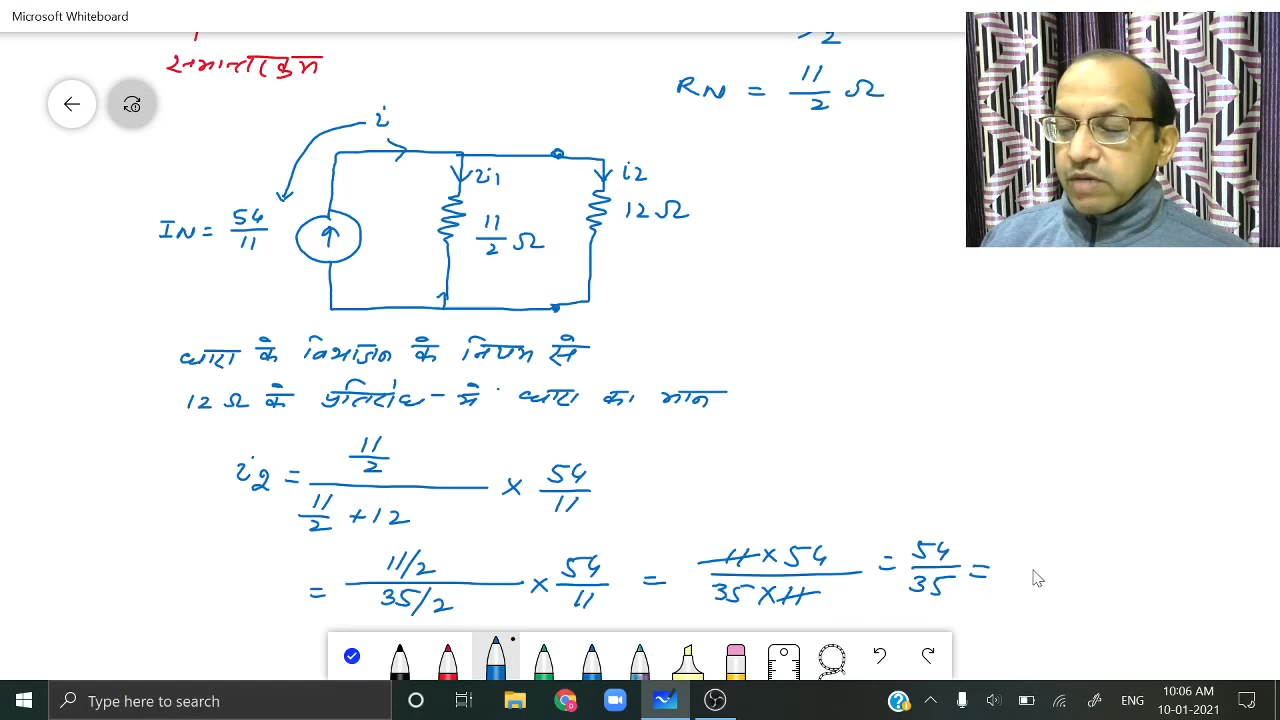 Microsoft Whiteboard
RN = 11/2 Ω
i
i1
i2
12 Ω
IN = 54/11
11/2 Ω
धारा के विभाजन के नियम से
12 Ω के प्रतिरोध - में धारा का मान
i2 = (11/2)/(11/2 + 12) × 54/11
= (11/2)/(35/2) × 54/11 = (11 × 54)/(35 × 11) = 54/35 =
Type here to search
ENG
10:06 AM
10-01-2021